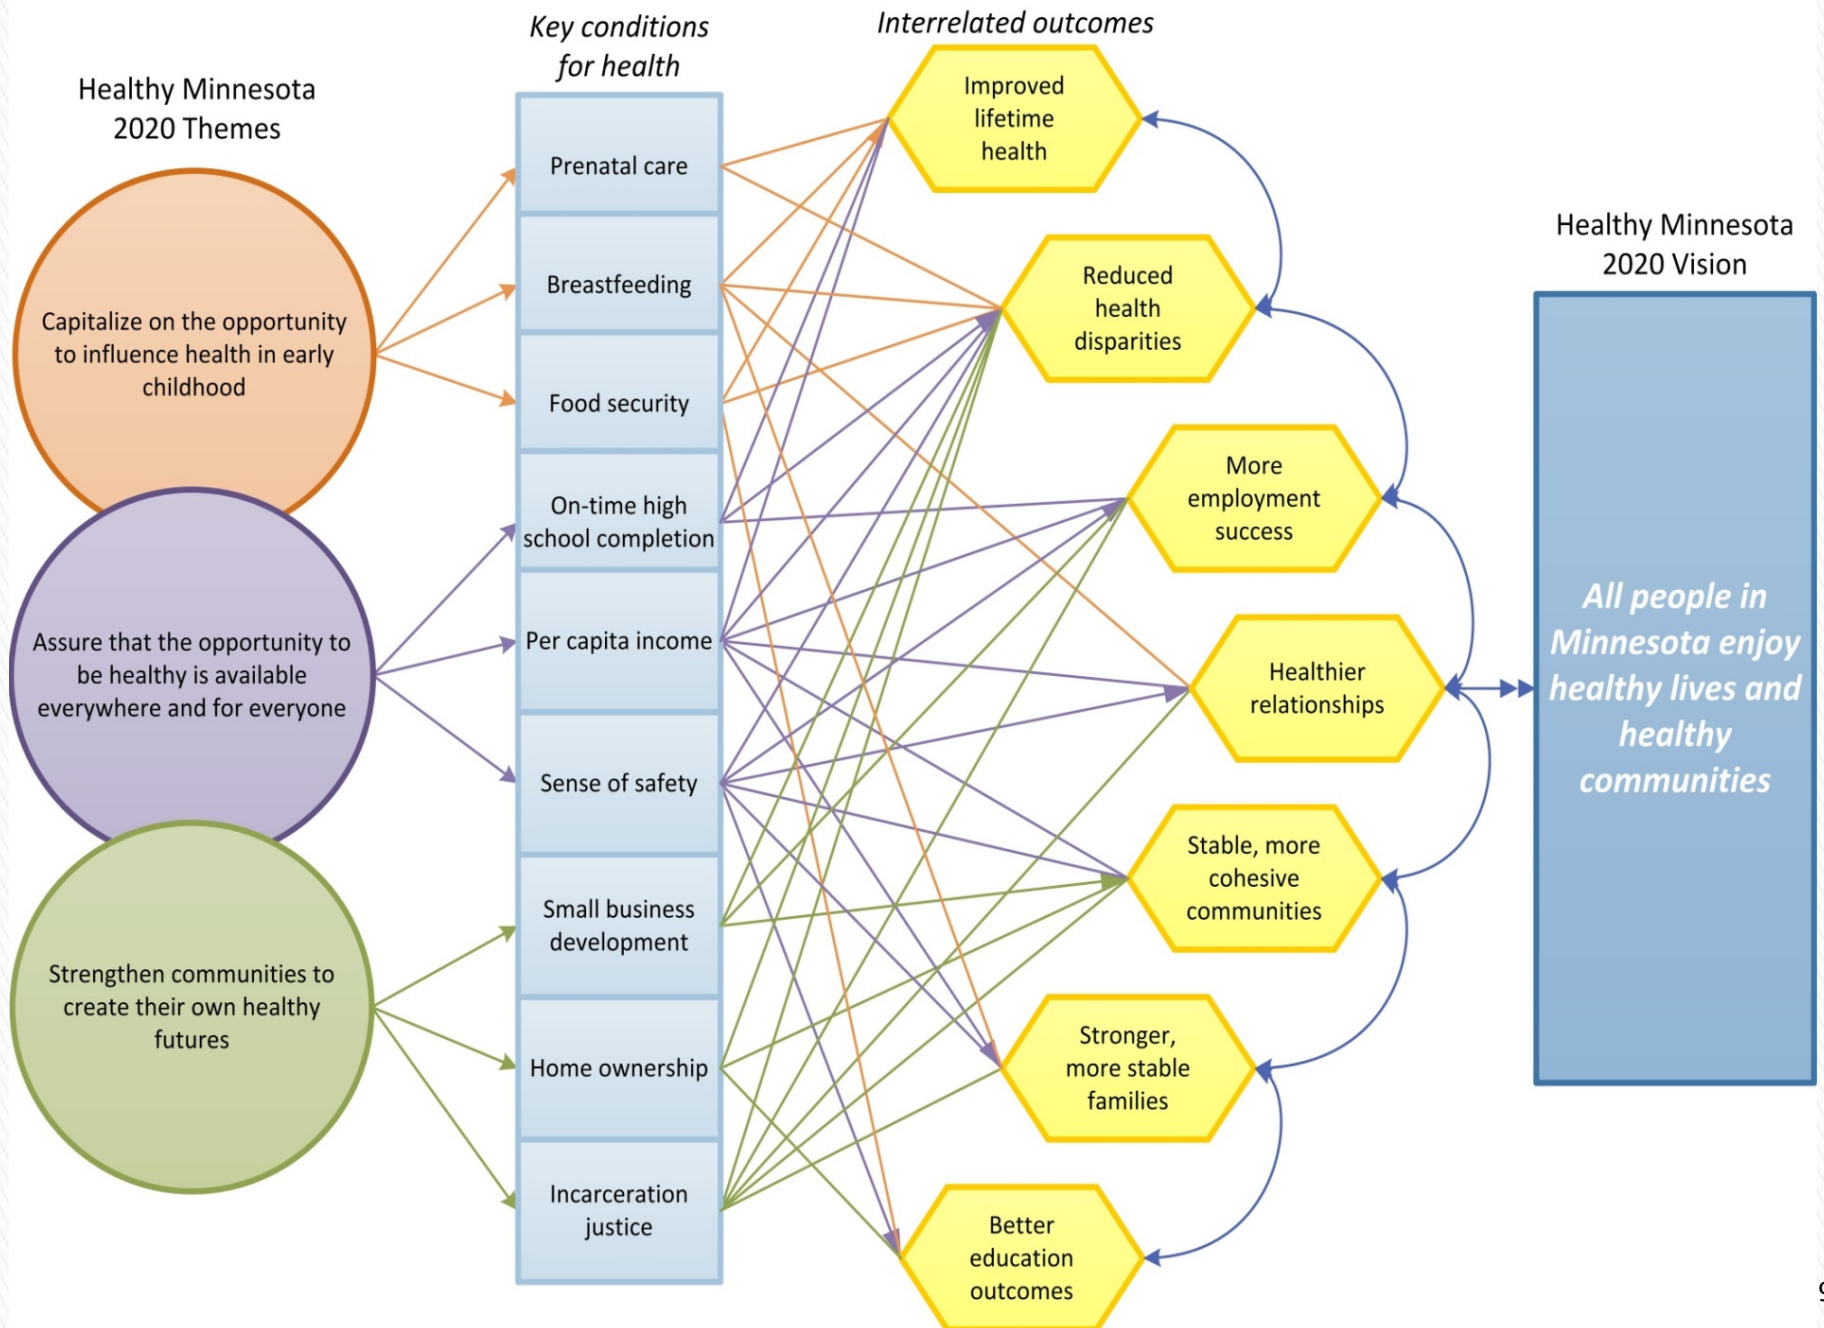 Key conditions
for health
Interrelated outcomes
Healthy Minnesota
2020 Themes
Capitalize on the opportunity
to influence health in early
childhood
Assure that the opportunity to
be healthy is available
everywhere and for everyone
Strengthen communities to
create their own healthy
futures
Prenatal care
Breastfeeding
Food security
On-time high
school completion
Per capita income
Sense of safety
Small business
development
Home ownership
Incarceration
justice
Improved
lifetime
health
Reduced
health
disparities
More
employment
success
Healthier
relationships
Stable, more
cohesive
communities
Stronger,
more stable
families
Better
education
outcomes
Healthy Minnesota
2020 Vision
All people in
Minnesota enjoy
healthy lives and
healthy
communities